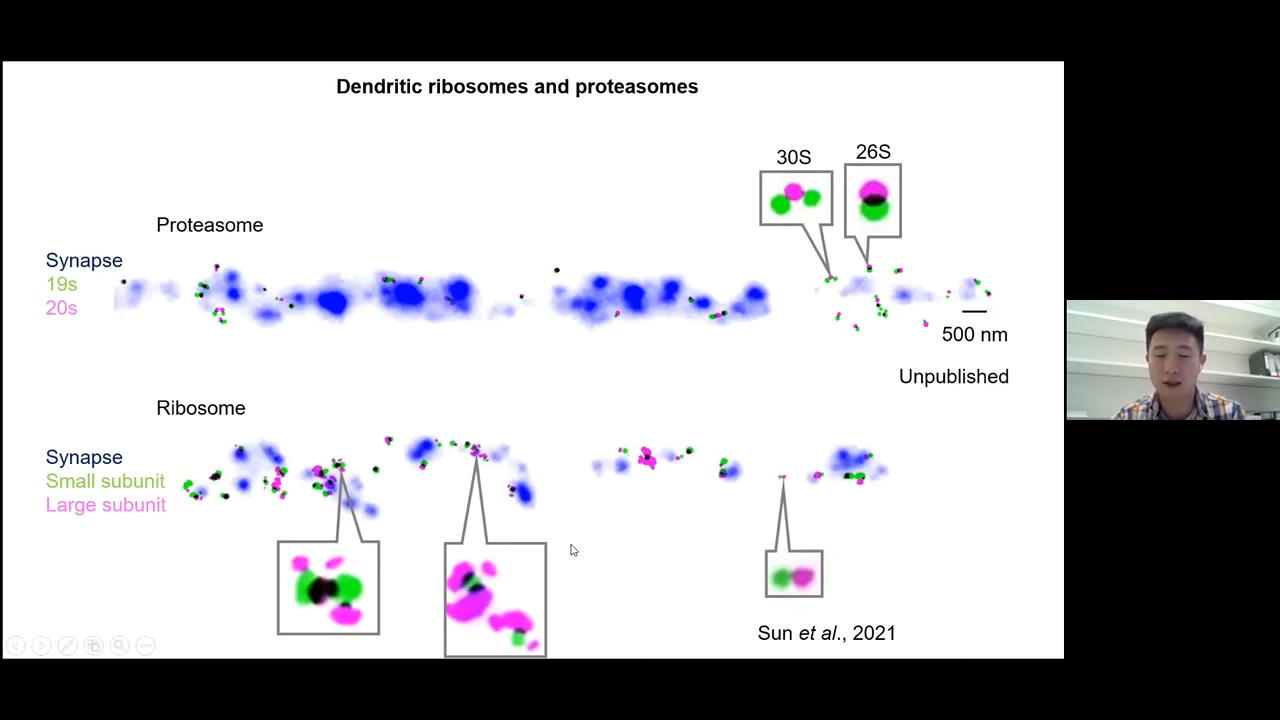 Dendritic ribosomes and proteasomes
30S
26S
Proteasome
Synapse
19s
20s
500 nm
Unpublished
Ribosome
Synapse
Small subunit
Large subunit
Sun et al., 2021